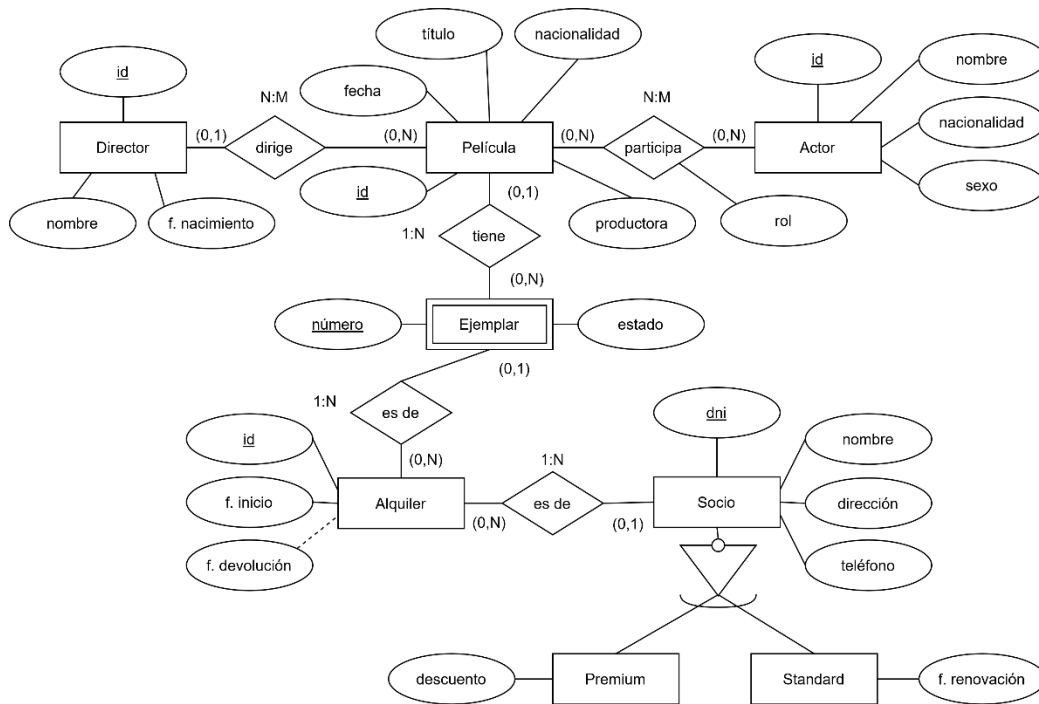 título
nacionalidad
id
id
nombre
fecha
N:M
N:M
nacionalidad
(0,1)
(0,N)
(0,N)
(0,N)
Director
dirige
Película
participa
Actor
sexo
id
(0,1)
nombre
f. nacimiento
productora
rol
1:N
tiene
(0,N)
número
Ejemplar
estado
(0,1)
1:N
es de
dni
id
nombre
(0,N)
1:N
f. inicio
Alquiler
es de
Socio
dirección
(0,N)
(0,1)
f. devolución
teléfono
descuento
Premium
Standard
f. renovación